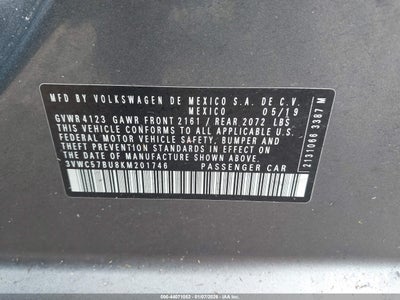 MFD BY VOLKSWAGEN DE MEXICO S.A. DE C.V.
MEXICO 05/19
GVWR 4123 GAWR FRONT 2161 / REAR 2072 LBS
THIS VEHICLE CONFORMS TO ALL APPLICABLE U.S.
FEDERAL MOTOR VEHICLE SAFETY, BUMPER AND
THEFT PREVENTION STANDARDS IN EFFECT
ON THE DATE OF MANUFACTURE SHOWN ABOVE.
3VWC57BU8KM201746 PASSENGER CAR
2131066 3387 M
066-44071052 - 01/07/2026 - IAA Inc.